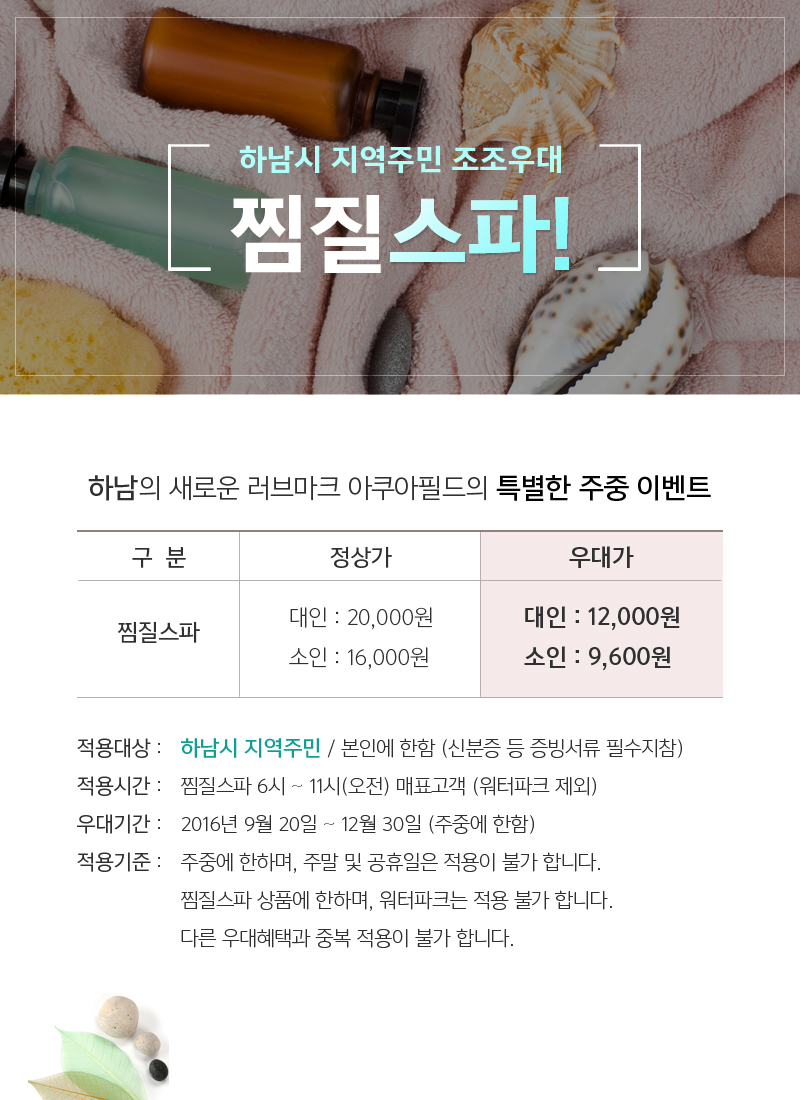 하남시 지역주민 조조우대
찜질스파!
하남의 새로운 러브마크 아쿠아필드의 특별한 주중 이벤트
구 분 정상가 우대가
찜질스파
대인 : 20,000원 대인 : 12,000원
소인 : 16,000원 소인 : 9,600원
적용대상 : 하남시 지역주민 / 본인에 한함 (신분증 등 증빙서류 필수지참)
적용시간 : 찜질스파 6시 ~ 11시(오전) 매표고객 (워터파크 제외)
우대기간 : 2016년 9월 20일 ~ 12월 30일 (주중에 한함)
적용기준 : 주중에 한하며, 주말 및 공휴일은 적용이 불가 합니다.
찜질스파 상품에 한하며, 워터파크는 적용 불가 합니다.
다른 우대혜택과 중복 적용이 불가 합니다.